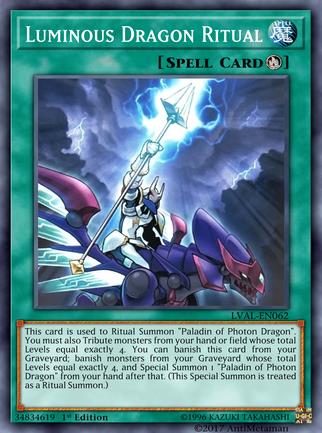 LUMINOUS DRAGON RITUAL
[SPELL CARD]
LVAL-EN062
This card is used to Ritual Summon "Paladin of Photon Dragon".
You must also Tribute monsters from your hand or field whose total
Levels equal exactly 4. You can banish this card from your
Graveyard; banish monsters from your Graveyard whose total
Levels equal exactly 4, and Special Summon 1 "Paladin of Photon
Dragon" from your hand after that. (This Special Summon is treated
as a Ritual Summon.)
34834619 1st Edition ©1996 KAZUKI TAKAHASHI
©2017 AntiMetaman